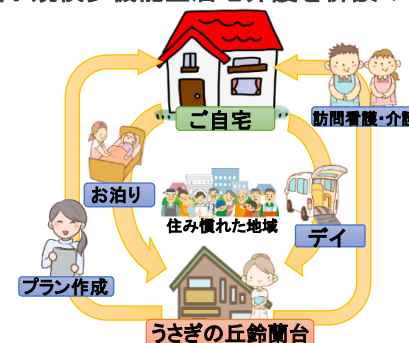 ご自宅
訪問看護・介護
お泊り
住み慣れた地域
デイ
プラン作成
うさぎの丘鈴蘭台